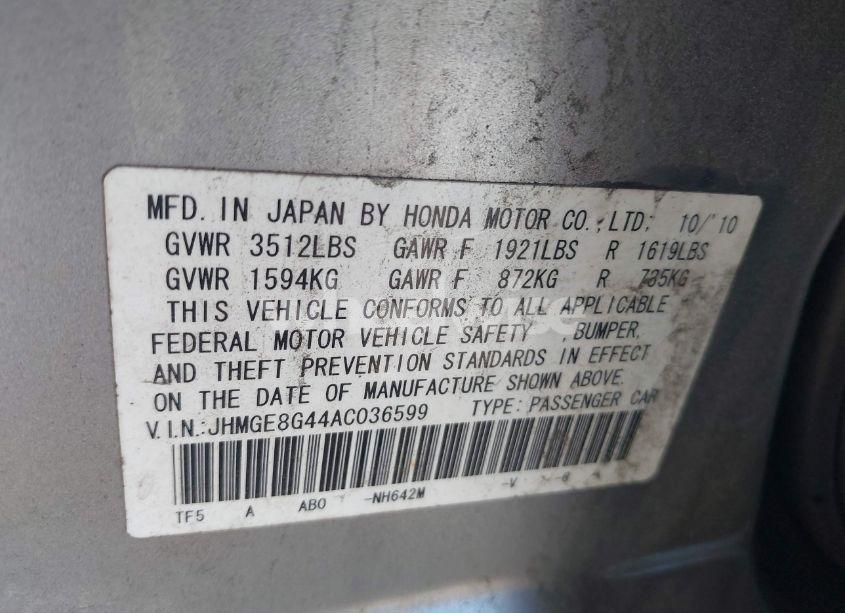 MFD. IN JAPAN BY HONDA MOTOR CO.,LTD; 10/'10
GVWR 3512LBS GAWR F 1921LBS R 1619LBS
GVWR 1594KG GAWR F 872KG R 735KG
THIS VEHICLE CONFORMS TO ALL APPLICABLE
FEDERAL MOTOR VEHICLE SAFETY , BUMPER,
AND THEFT PREVENTION STANDARDS IN EFFECT
ON THE DATE OF MANUFACTURE SHOWN ABOVE.
V.I.N.:JHMGE8G44AC036599 TYPE: PASSENGER CAR
TF5 A AB0 -NH642M -V